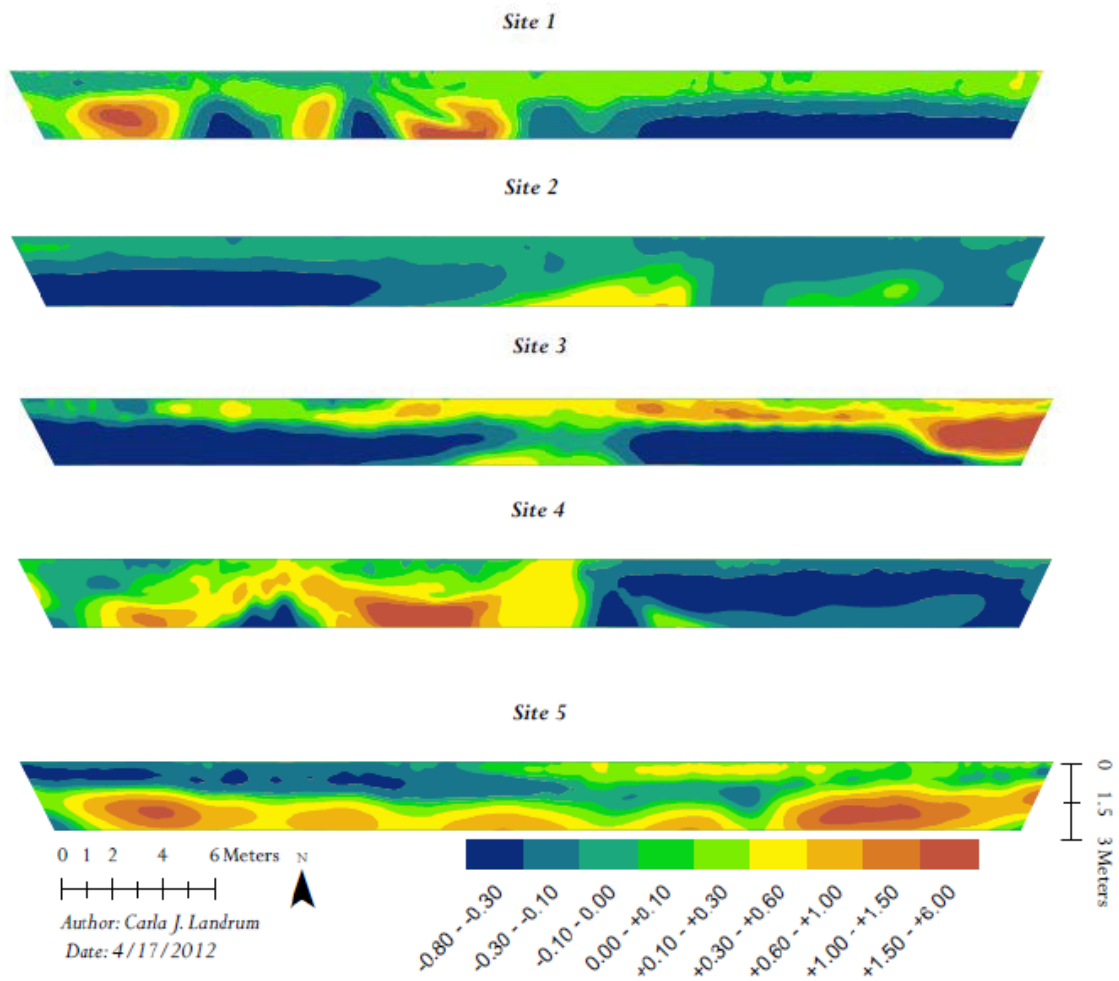 Site 1
Site 2
Site 3
Site 4
Site 5
0
1.5
3 Meters
0 1 2 4 6 Meters
N
Author: Carla J. Landrum
Date: 4/17/2012
-0.80 - -0.30
-0.30 - -0.10
-0.10 - 0.00
0.00 - +0.10
+0.10 - +0.30
+0.30 - +0.60
+0.60 - +1.00
+1.00 - +1.50
+1.50 - +6.00